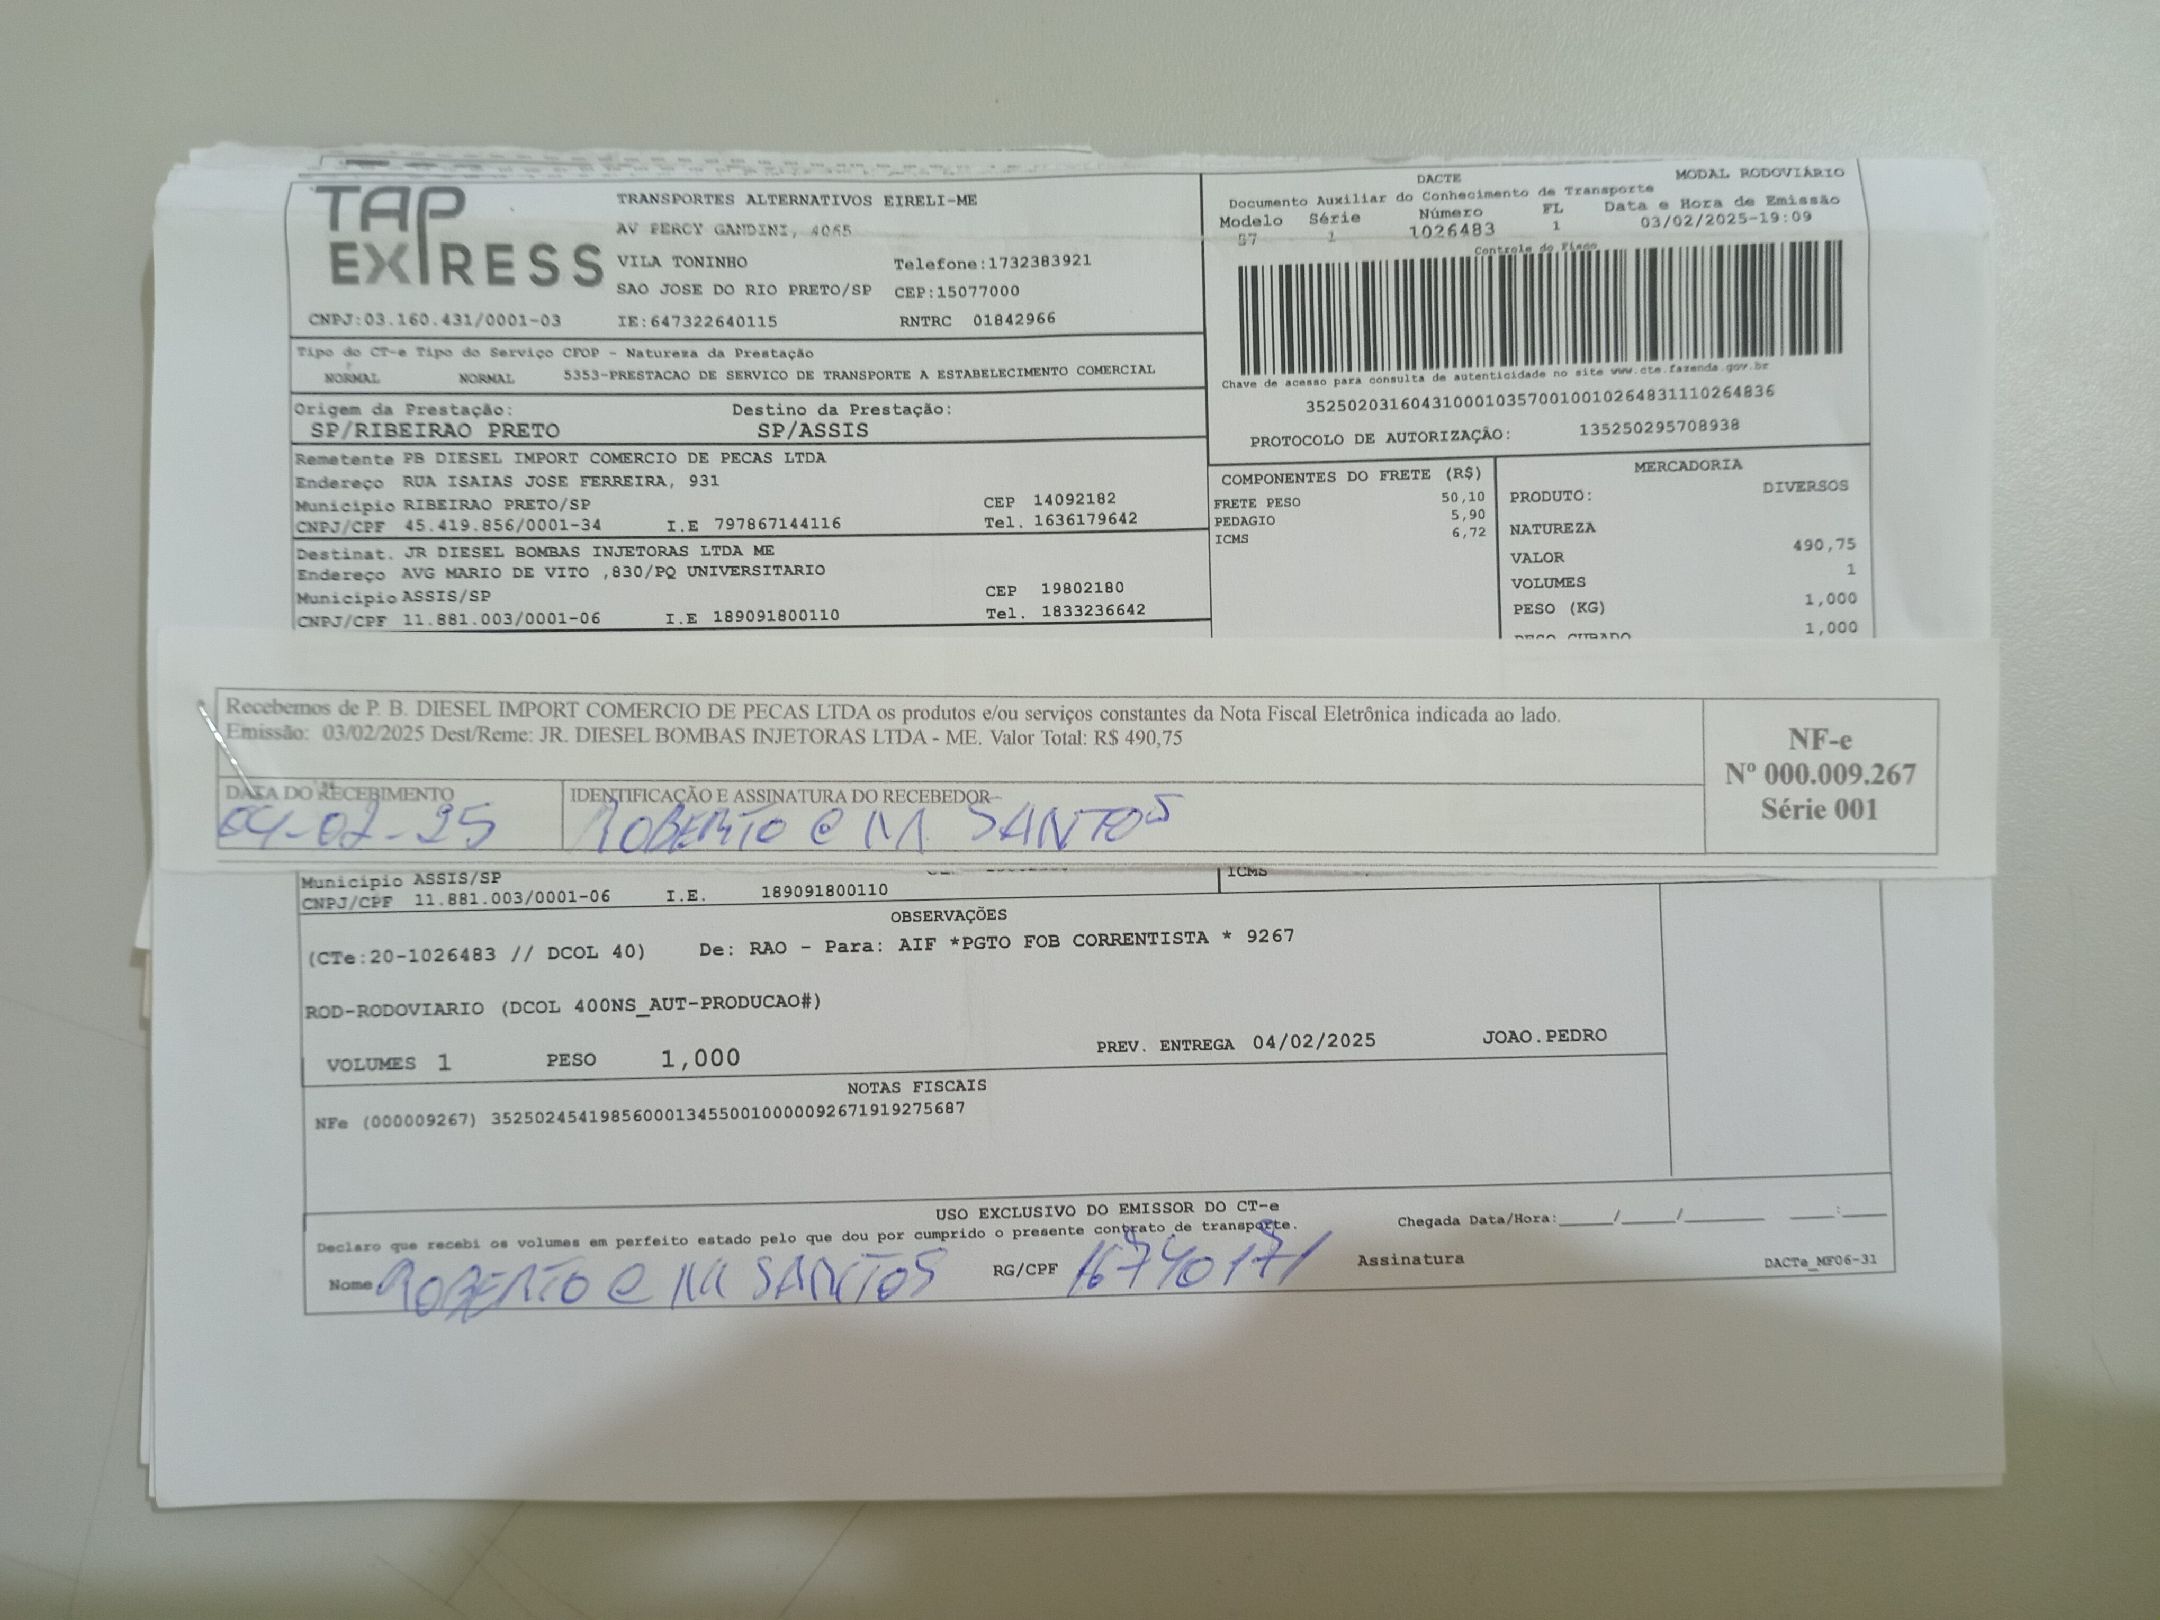 TAP
EXPRESS
TRANSPORTES ALTERNATIVOS EIRELI-ME
AV PERCY GANDINI, 4065
VILA TONINHO Telefone:1732383921
SAO JOSE DO RIO PRETO/SP CEP:15077000
CNPJ:03.160.431/0001-03 IE:647322640115 RNTRC 01842966
DACTE MODAL RODOVIÁRIO
Documento Auxiliar do Conhecimento de Transporte
Modelo Série Número FL Data e Hora de Emissão
57 1 1026483 1 03/02/2025-19:09
Controle do Fisco
Chave de acesso para consulta de autenticidade no site www.cte.fazenda.gov.br
35250203160431000103570010010264831110264836
PROTOCOLO DE AUTORIZAÇÃO: 135250295708938
Tipo do CT-e Tipo do Serviço CFOP - Natureza da Prestação
NORMAL NORMAL 5353-PRESTACAO DE SERVICO DE TRANSPORTE A ESTABELECIMENTO COMERCIAL
Origem da Prestação: Destino da Prestação:
SP/RIBEIRAO PRETO SP/ASSIS
Remetente PB DIESEL IMPORT COMERCIO DE PECAS LTDA
Endereço RUA ISAIAS JOSE FERREIRA, 931
Municipio RIBEIRAO PRETO/SP CEP 14092182
CNPJ/CPF 45.419.856/0001-34 I.E 797867144116 Tel. 1636179642
Destinat. JR DIESEL BOMBAS INJETORAS LTDA ME
Endereço AVG MARIO DE VITO ,830/PQ UNIVERSITARIO
Municipio ASSIS/SP CEP 19802180
CNPJ/CPF 11.881.003/0001-06 I.E 189091800110 Tel. 1833236642
COMPONENTES DO FRETE (R$)
FRETE PESO 50,10
PEDAGIO 5,90
ICMS 6,72
MERCADORIA
PRODUTO: DIVERSOS
NATUREZA
VALOR 490,75
VOLUMES 1
PESO (KG) 1,000
PESO CUBADO 1,000
Recebemos de P. B. DIESEL IMPORT COMERCIO DE PECAS LTDA os produtos e/ou serviços constantes da Nota Fiscal Eletrônica indicada ao lado.
Emissão: 03/02/2025 Dest/Reme: JR. DIESEL BOMBAS INJETORAS LTDA - ME. Valor Total: R$ 490,75
DATA DO RECEBIMENTO IDENTIFICAÇÃO E ASSINATURA DO RECEBEDOR
04-02-25 ROBERTO C M. SANTOS
NF-e
Nº 000.009.267
Série 001
Municipio ASSIS/SP ICMS
CNPJ/CPF 11.881.003/0001-06 I.E. 189091800110
OBSERVAÇÕES
(CTe:20-1026483 // DCOL 40) De: RAO - Para: AIF *PGTO FOB CORRENTISTA * 9267
ROD-RODOVIARIO (DCOL 400NS_AUT-PRODUCAO#)
VOLUMES 1 PESO 1,000 PREV. ENTREGA 04/02/2025 JOAO.PEDRO
NOTAS FISCAIS
NFe (000009267) 35250245419856000134550010000092671919275687
USO EXCLUSIVO DO EMISSOR DO CT-e
Declaro que recebi os volumes em perfeito estado pelo que dou por cumprido o presente contrato de transporte. Chegada Data/Hora:_____/_____/_______ ____:____
Nome ROBERTO C M SANTOS RG/CPF 16740171 Assinatura DACTe_MF06-31